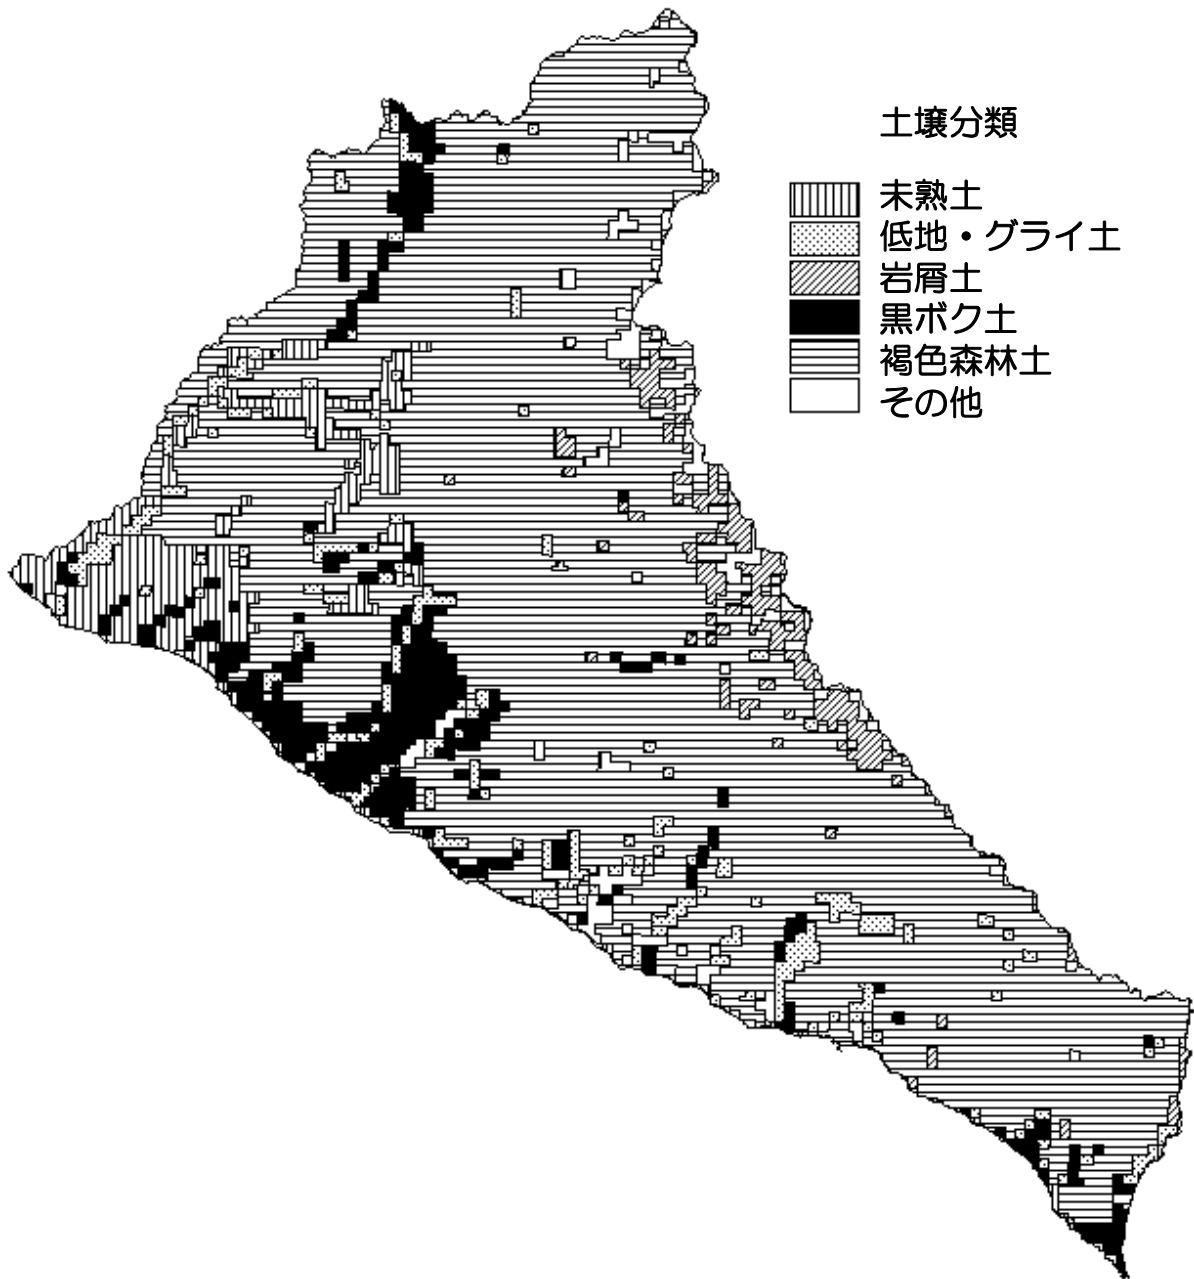 土壌分類
未熟土
低地・グライ土
岩屑土
黒ボク土
褐色森林土
その他